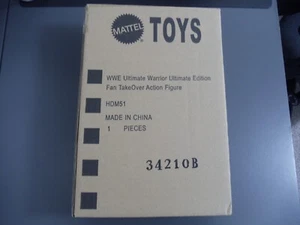 MATTEL TOYS
WWE Ultimate Warrior Ultimate Edition
Fan TakeOver Action Figure
HDM51
MADE IN CHINA
1 PIECES
34210B